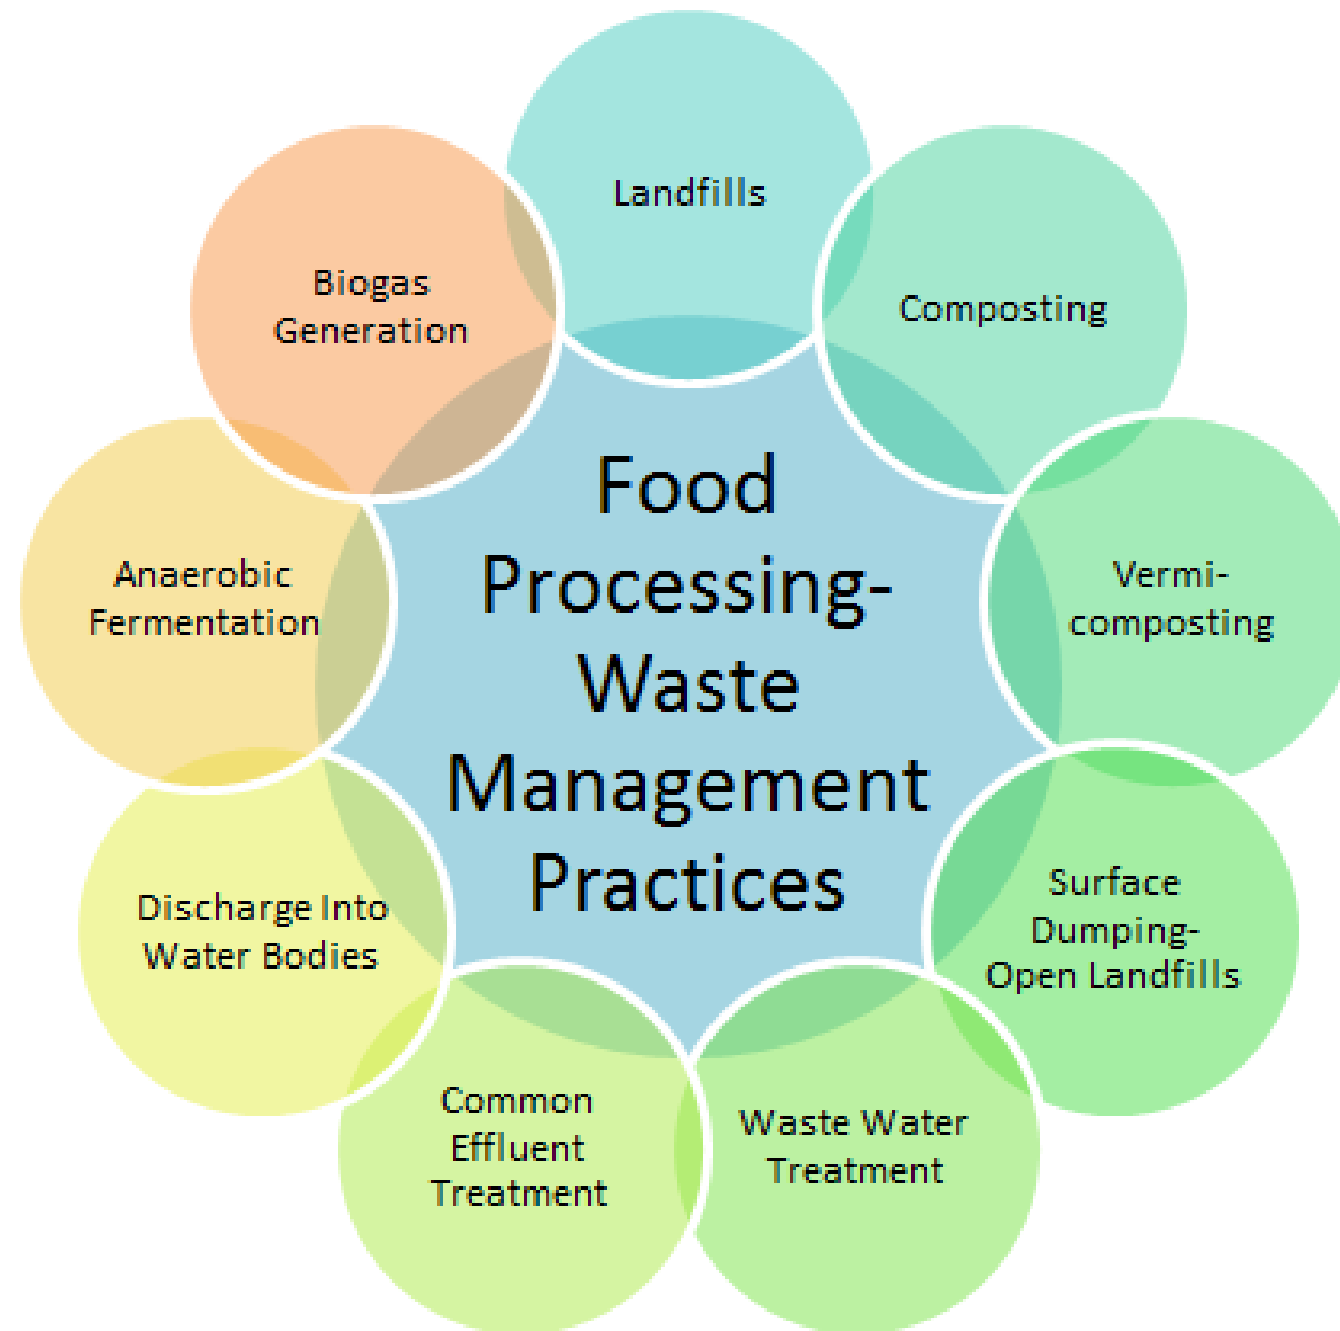 Landfills
Composting
Vermi-
composting
Surface
Dumping-
Open Landfills
Waste Water
Treatment
Common
Effluent
Treatment
Discharge Into
Water Bodies
Anaerobic
Fermentation
Biogas
Generation
Food
Processing-
Waste
Management
Practices